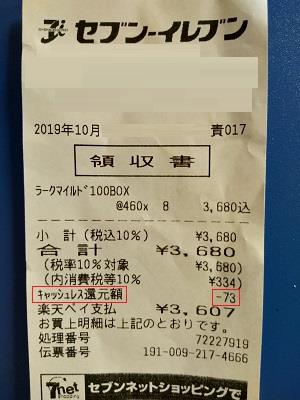 セブン-イレブン
2019年10月 責017
領収書
ラークマイルド100BOX
@460x 8 3,680込
小 計(税込10%) ¥3,680
合 計 ¥3,680
(税率10%対象 ¥3,680)
(内消費税等10% ¥334)
キャッシュレス還元額 -73
楽天ペイ支払 ¥3,607
お買上明細は上記のとおりです。
処理番号 72227919
伝票番号 191-009-217-4666
7net
shopping
セブンネットショッピングで